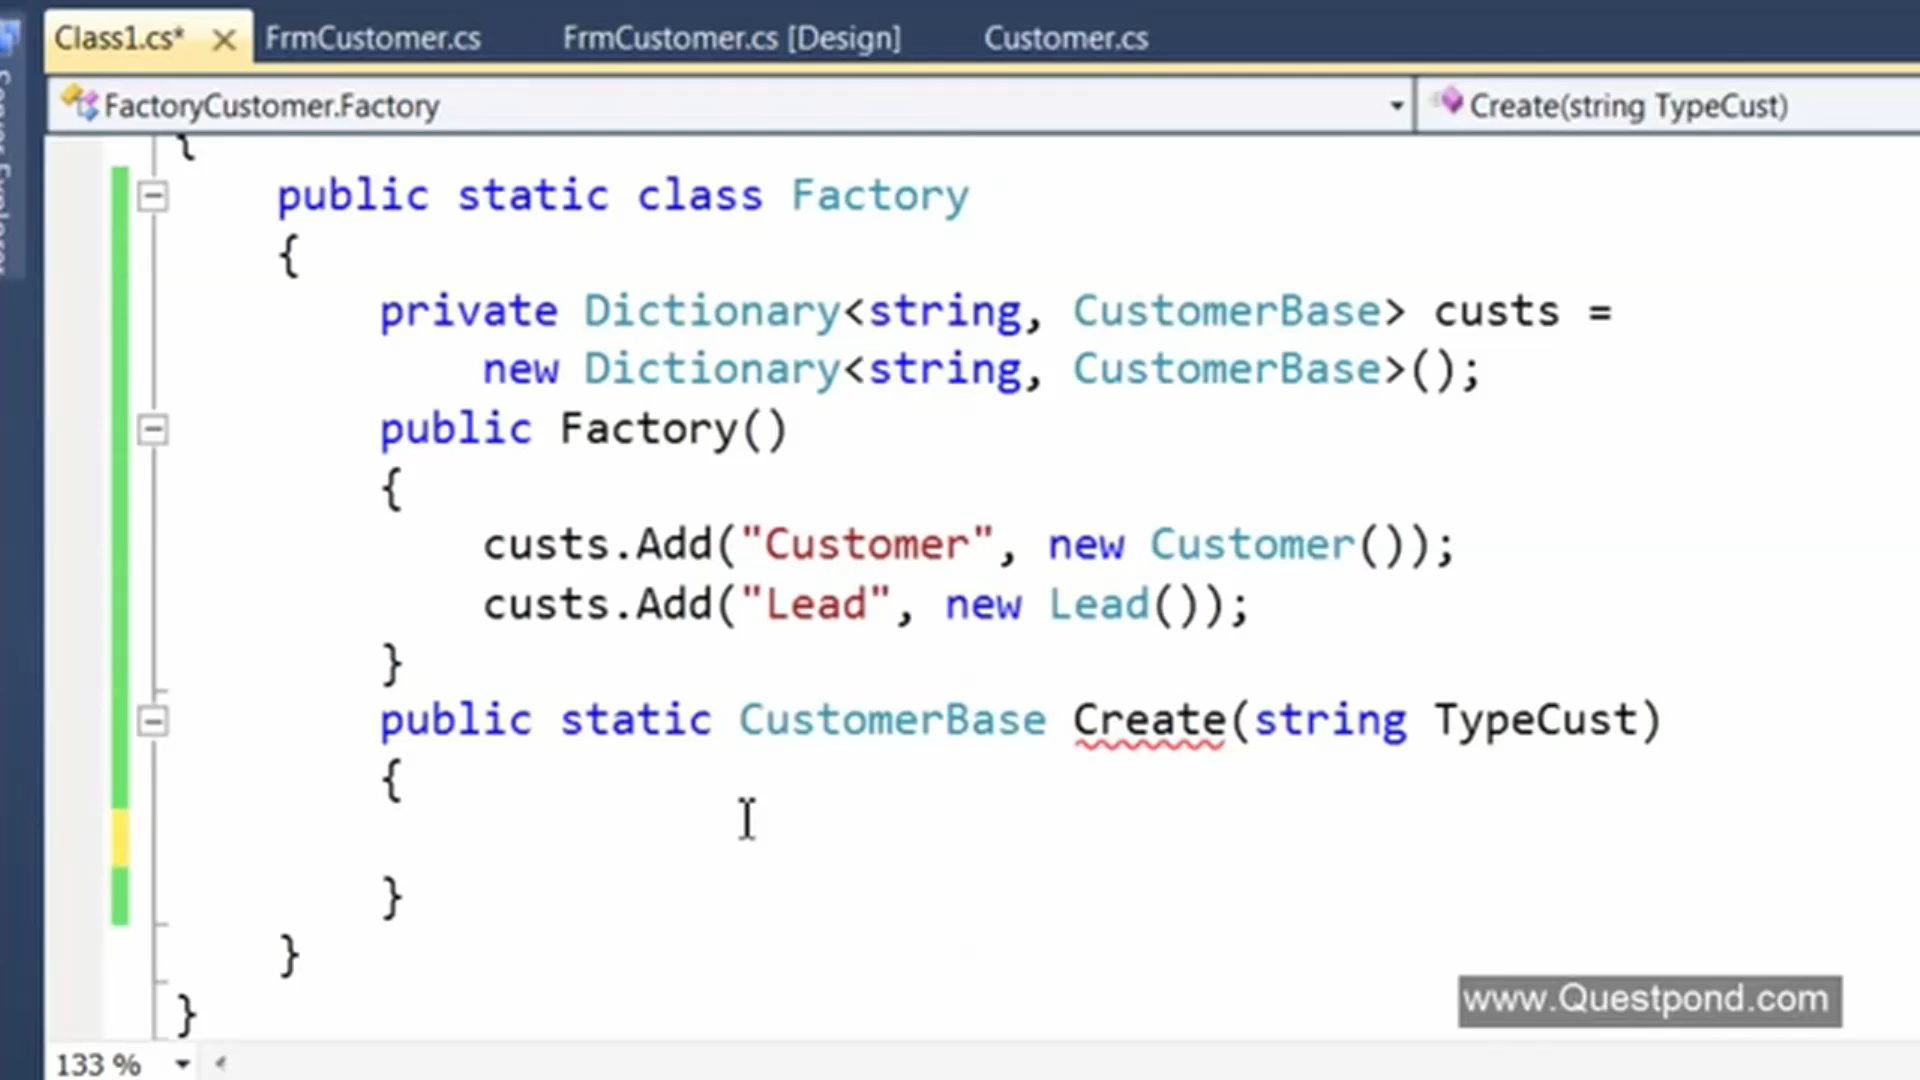 Class1.cs* FrmCustomer.cs FrmCustomer.cs [Design] Customer.cs
FactoryCustomer.Factory Create(string TypeCust)
{
public static class Factory
{
private Dictionary<string, CustomerBase> custs =
new Dictionary<string, CustomerBase>();
public Factory()
{
custs.Add("Customer", new Customer());
custs.Add("Lead", new Lead());
}
public static CustomerBase Create(string TypeCust)
{
}
}
}
www.Questpond.com
133 %